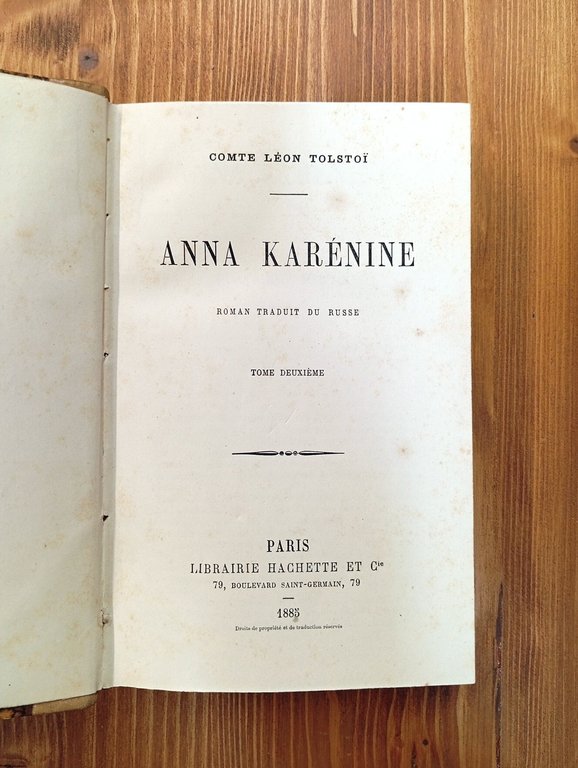 COMTE LÉON TOLSTOÏ
ANNA KARÉNINE
ROMAN TRADUIT DU RUSSE
TOME DEUXIÈME
PARIS
LIBRAIRIE HACHETTE ET Cie
79, BOULEVARD SAINT-GERMAIN, 79
1885
Droits de propriété et de traduction réservés